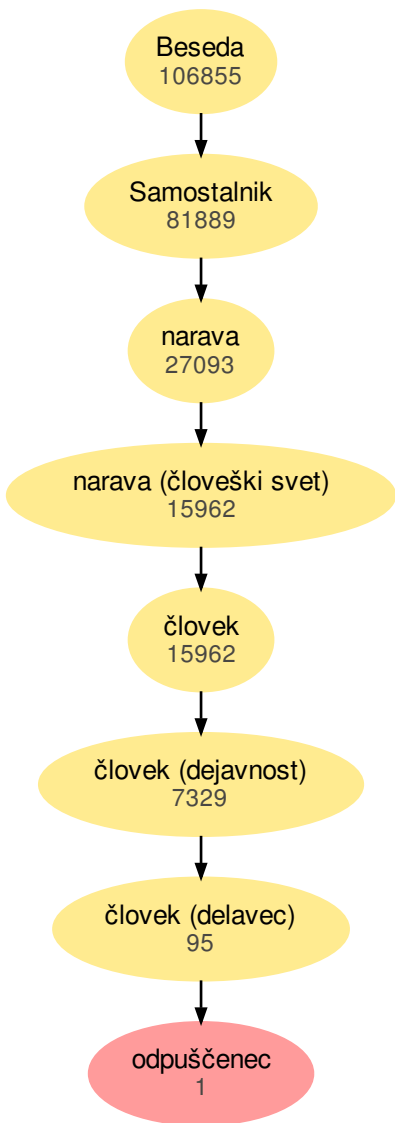 Beseda
106855
Samostalnik
81889
narava
27093
narava (človeški svet)
15962
človek
15962
človek (dejavnost)
7329
človek (delavec)
95
odpuščenec
1